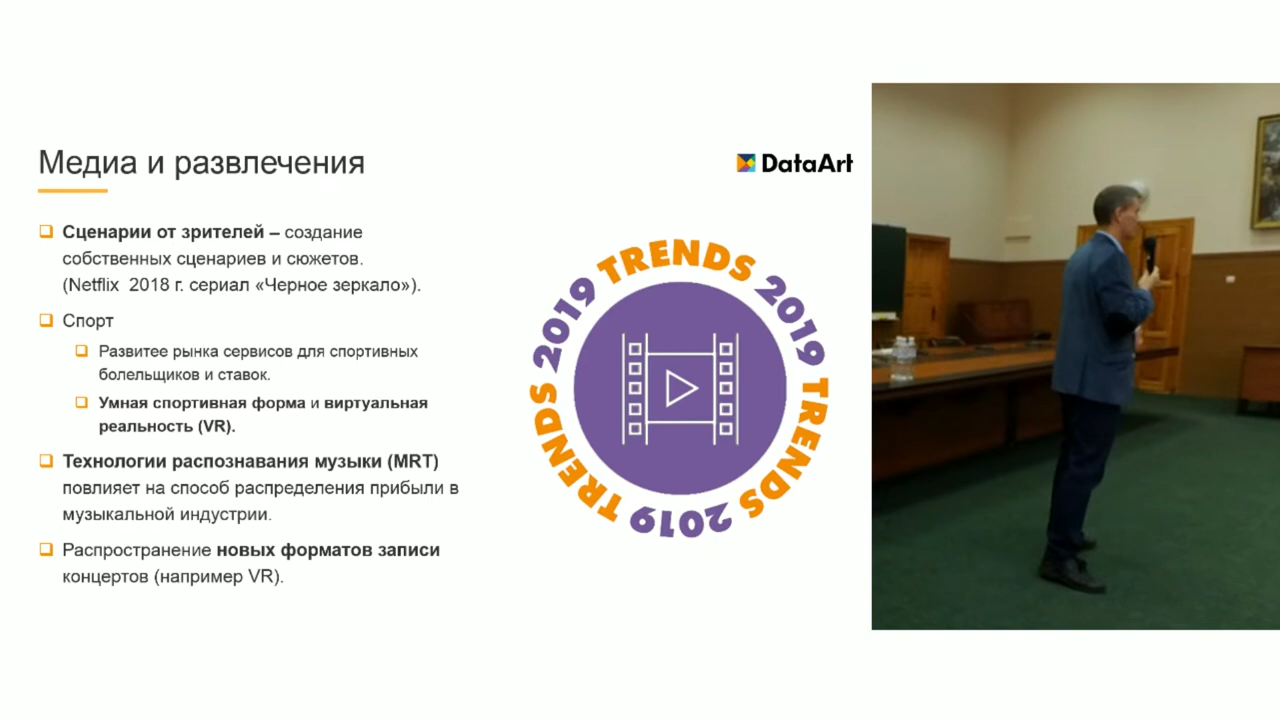 Медиа и развлечения
DataArt
❑ Сценарии от зрителей – создание
собственных сценариев и сюжетов.
(Netflix 2018 г. сериал «Черное зеркало»).
❑ Спорт
❑ Развитее рынка сервисов для спортивных
болельщиков и ставок.
❑ Умная спортивная форма и виртуальная
реальность (VR).
❑ Технологии распознавания музыки (MRT)
повлияет на способ распределения прибыли в
музыкальной индустрии.
❑ Распространение новых форматов записи
концертов (например VR).
TRENDS 2019 TRENDS 2019 TRENDS 2019